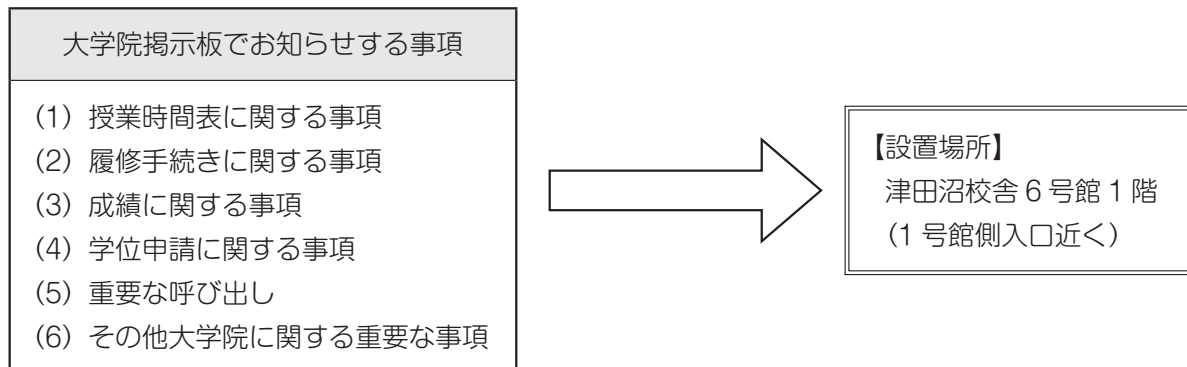 大学院掲示板でお知らせする事項
(1) 授業時間表に関する事項
(2) 履修手続きに関する事項
(3) 成績に関する事項
(4) 学位申請に関する事項
(5) 重要な呼び出し
(6) その他大学院に関する重要な事項
【設置場所】
津田沼校舎 6 号館 1 階
(1 号館側入口近く)